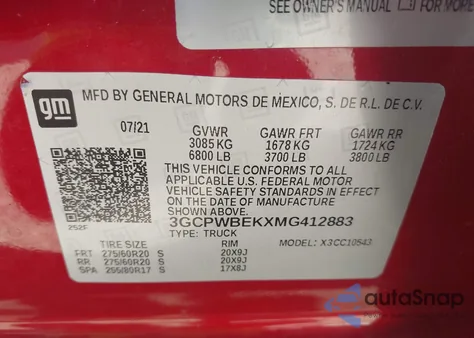 SEE OWNER'S MANUAL FOR MORE
gm
MFD BY GENERAL MOTORS DE MEXICO, S. DE R.L. DE C.V.
07/21 GVWR GAWR FRT GAWR RR
3085 KG 1678 KG 1724 KG
6800 LB 3700 LB 3800 LB
THIS VEHICLE CONFORMS TO ALL
APPLICABLE U.S. FEDERAL MOTOR
VEHICLE SAFETY STANDARDS IN
EFFECT ON THE DATE OF
MANUFACTURE SHOWN ABOVE.
3GCPWBEKXMG412883
252F TYPE: TRUCK MODEL: X3CC10543
TIRE SIZE RIM
FRT 275/60R20 S 20X9J
RR 275/60R20 S 20X9J
SPA 255/80R17 S 17X8J
autoSnap